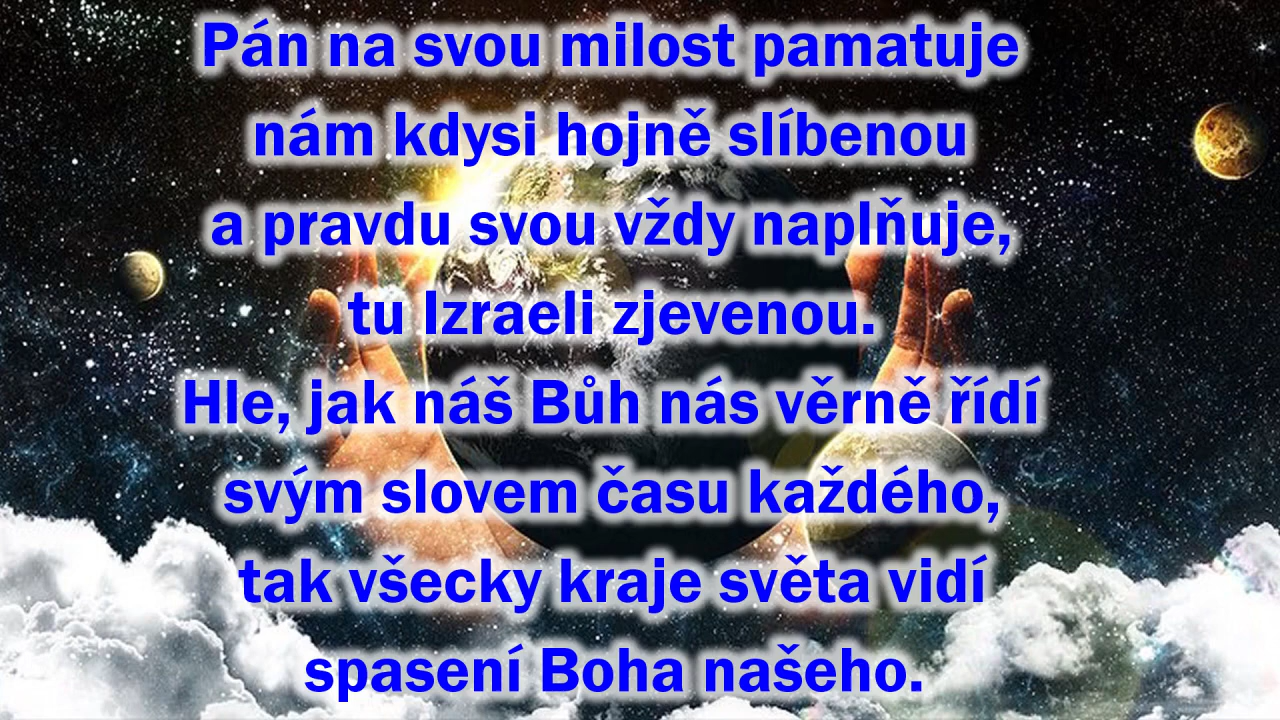 Pán na svou milost pamatuje
nám kdysi hojně slíbenou
a pravdu svou vždy naplňuje,
tu Izraeli zjevenou.
Hle, jak náš Bůh nás věrně řídí
svým slovem času každého,
tak všecky kraje světa vidí
spasení Boha našeho.